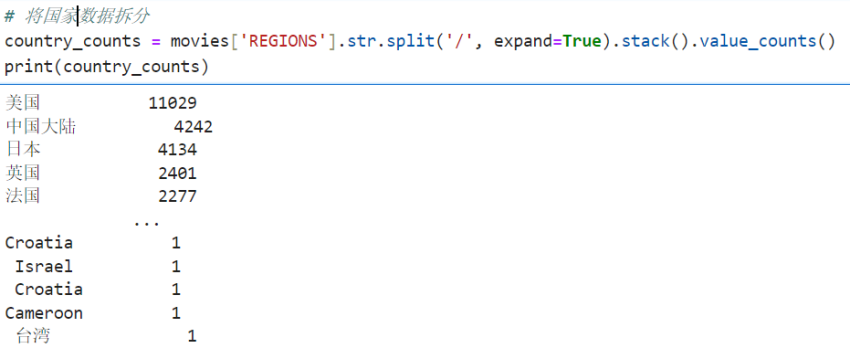 # 将国家数据拆分
country_counts = movies['REGIONS'].str.split('/', expand=True).stack().value_counts()
print(country_counts)
美国 11029
中国大陆 4242
日本 4134
英国 2401
法国 2277
...
Croatia 1
Israel 1
Croatia 1
Cameroon 1
台湾 1